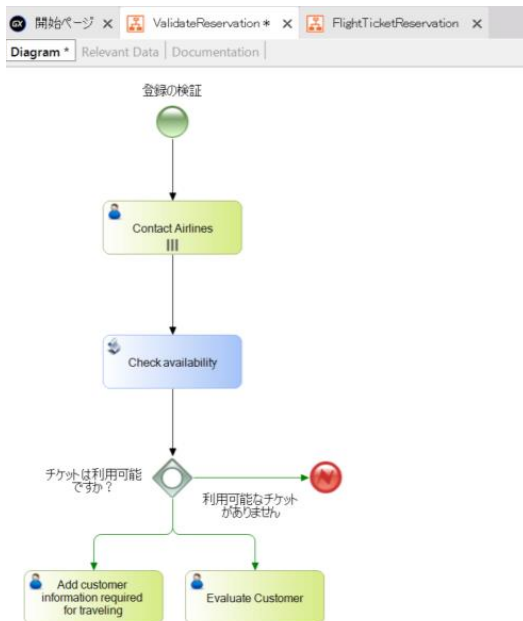 開始ページ
ValidateReservation *
FlightTicketReservation
Diagram *
Relevant Data
Documentation
登録の検証
Contact Airlines
Check availability
チケットは利用可能
ですか?
利用可能なチケット
がありません
Add customer
information required
for traveling
Evaluate Customer